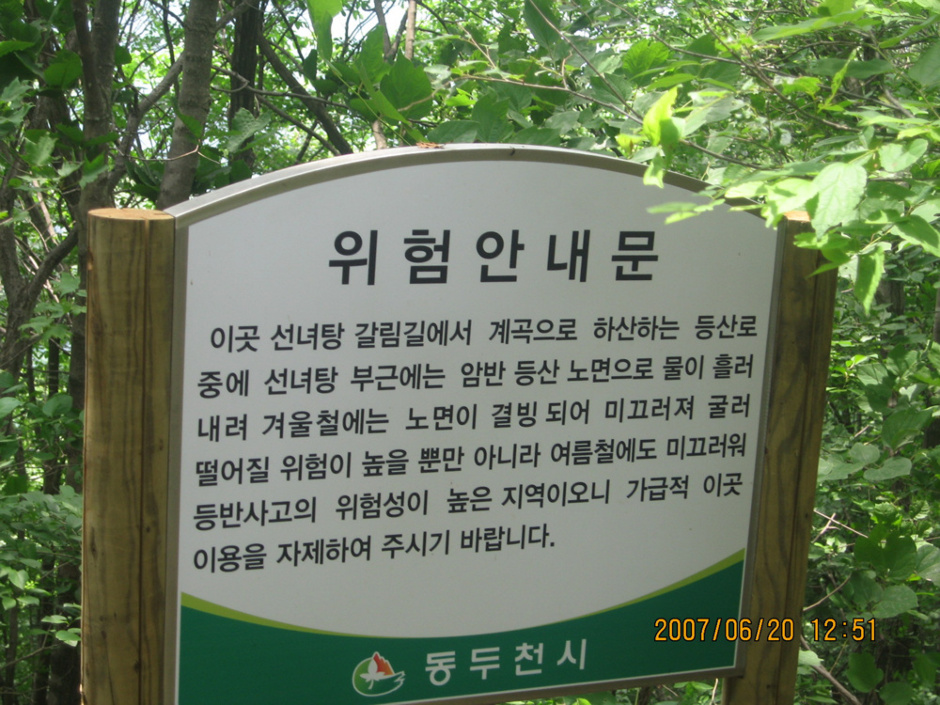 위험안내문
이곳 선녀탕 갈림길에서 계곡으로 하산하는 등산로
중에 선녀탕 부근에는 암반 등산 노면으로 물이 흘러
내려 겨울철에는 노면이 결빙 되어 미끄러져 굴러
떨어질 위험이 높을 뿐만 아니라 여름철에도 미끄러워
등반사고의 위험성이 높은 지역이오니 가급적 이곳
이용을 자제하여 주시기 바랍니다.
동두천시
2007/06/20 12:51